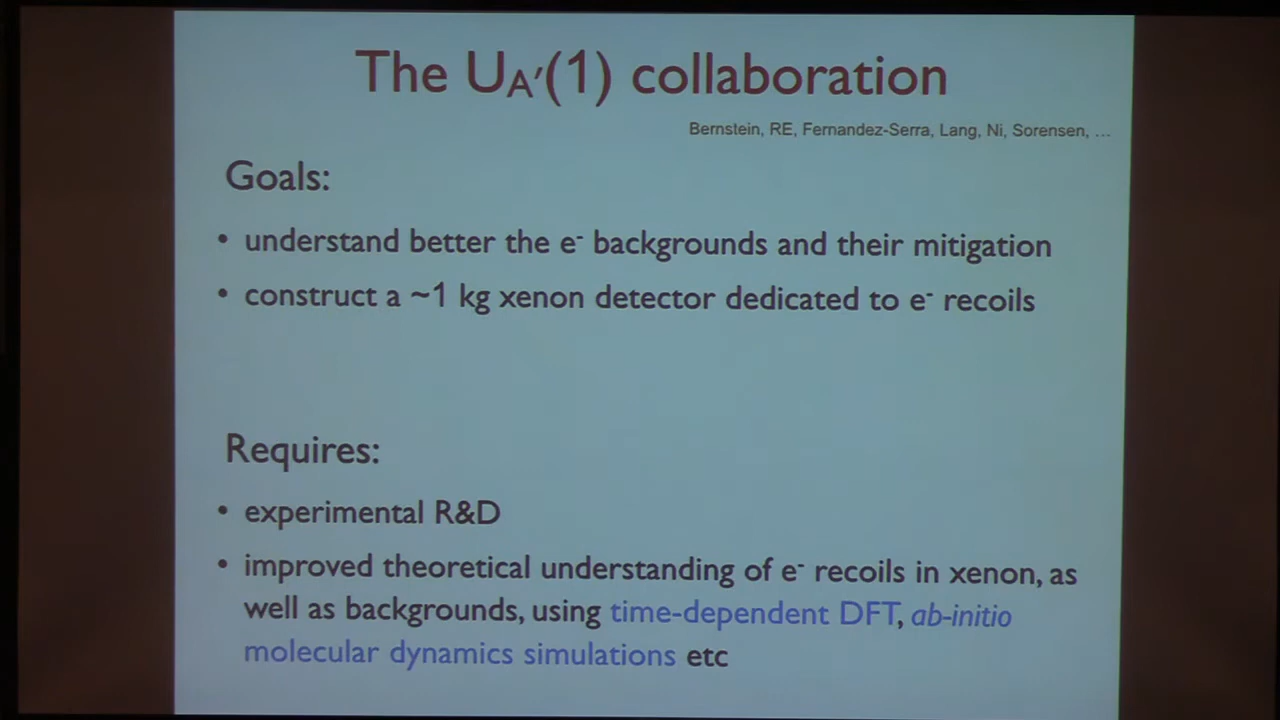 The U_A′(1) collaboration
Bernstein, RE, Fernandez-Serra, Lang, Ni, Sorensen, ...
Goals:
• understand better the e⁻ backgrounds and their mitigation
• construct a ~1 kg xenon detector dedicated to e⁻ recoils
Requires:
• experimental R&D
• improved theoretical understanding of e⁻ recoils in xenon, as
well as backgrounds, using time-dependent DFT, ab-initio
molecular dynamics simulations etc